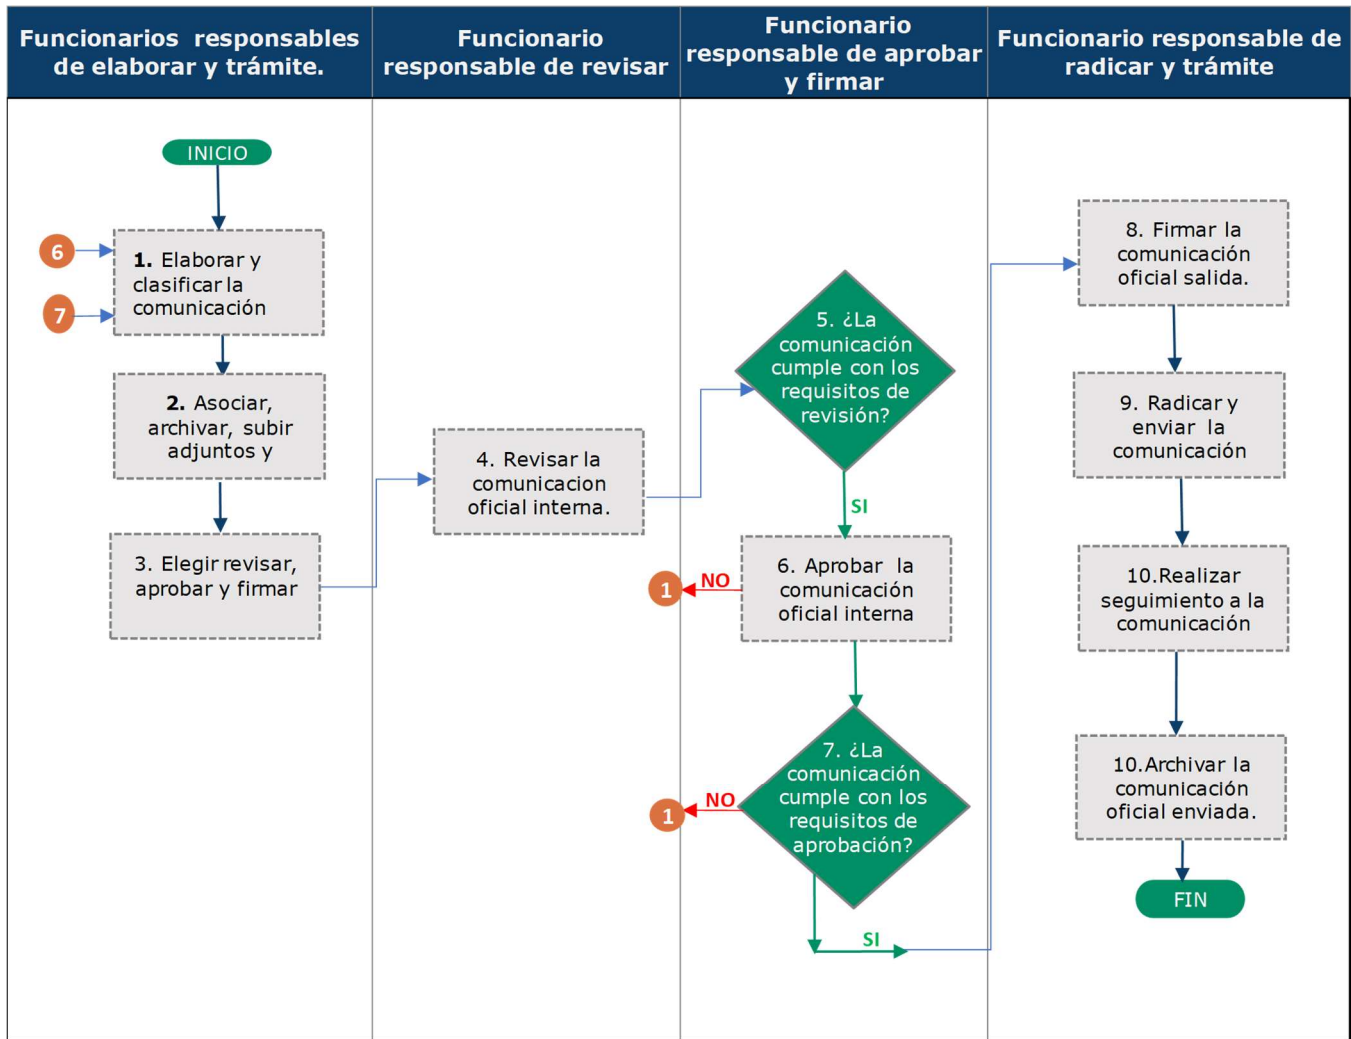 Funcionarios responsables
de elaborar y trámite.
Funcionario
responsable de revisar
Funcionario
responsable de aprobar
y firmar
Funcionario responsable de
radicar y trámite
INICIO
6
7
1. Elaborar y
clasificar la
comunicación
2. Asociar,
archivar, subir
adjuntos y
3. Elegir revisar,
aprobar y firmar
4. Revisar la
comunicacion
oficial interna.
5. ¿La
comunicación
cumple con los
requisitos de
revisión?
SI
6. Aprobar la
comunicación
oficial interna
NO
1
7. ¿La
comunicación
cumple con los
requisitos de
aprobación?
NO
1
SI
8. Firmar la
comunicación
oficial salida.
9. Radicar y
enviar la
comunicación
10.Realizar
seguimiento a la
comunicación
10.Archivar la
comunicación
oficial enviada.
FIN